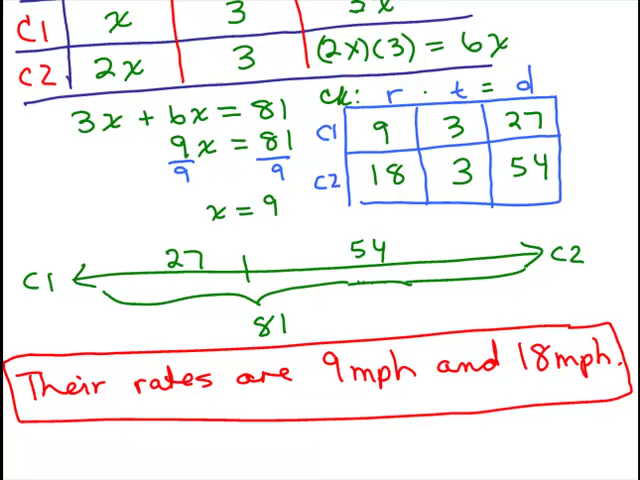 C1 x 3 3x
C2 2x 3 (2x)(3) = 6x
3x + 6x = 81
ck: r · t = d
9x = 81
9 9
C1 9 3 27
C2 18 3 54
x = 9
C1 27 54 C2
81
Their rates are 9mph and 18mph.